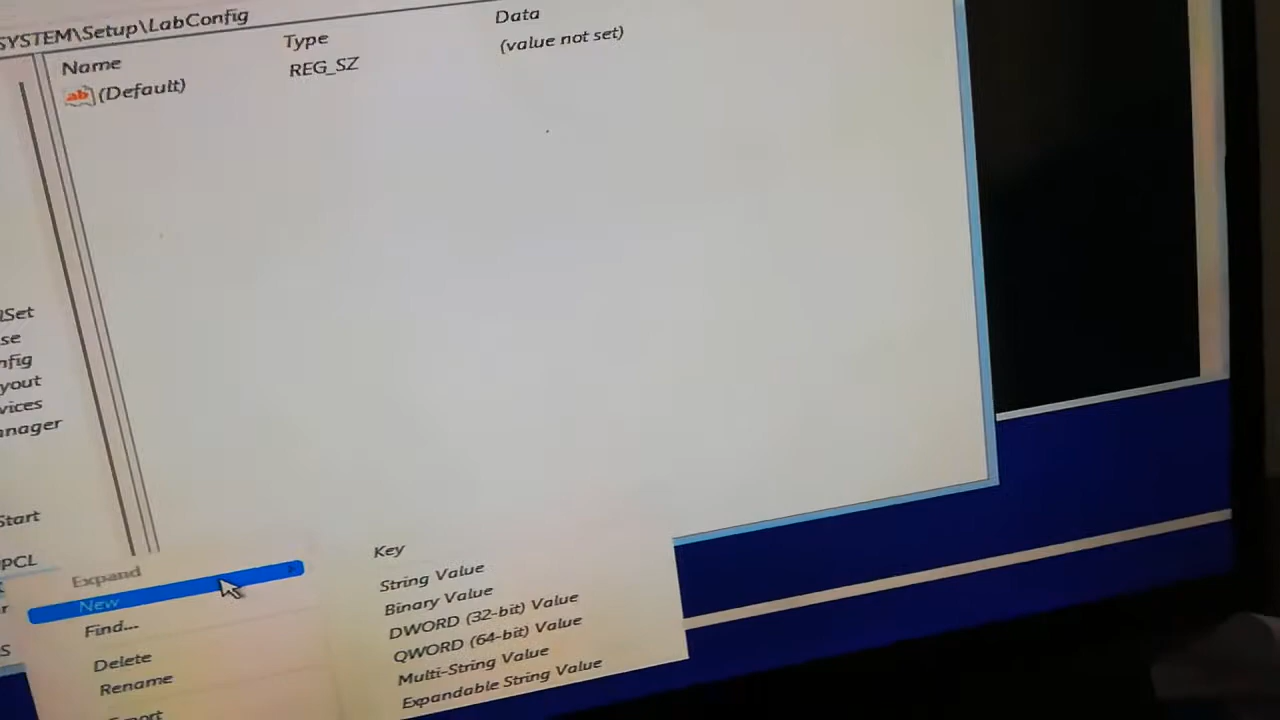 SYSTEM\Setup\LabConfig
Name Type Data
(Default) REG_SZ (value not set)
Set
se
nfig
yout
vices
anager
Start
pCL
Expand
New
Find...
Delete
Rename
Key
String Value
Binary Value
DWORD (32-bit) Value
QWORD (64-bit) Value
Multi-String Value
Expandable String Value